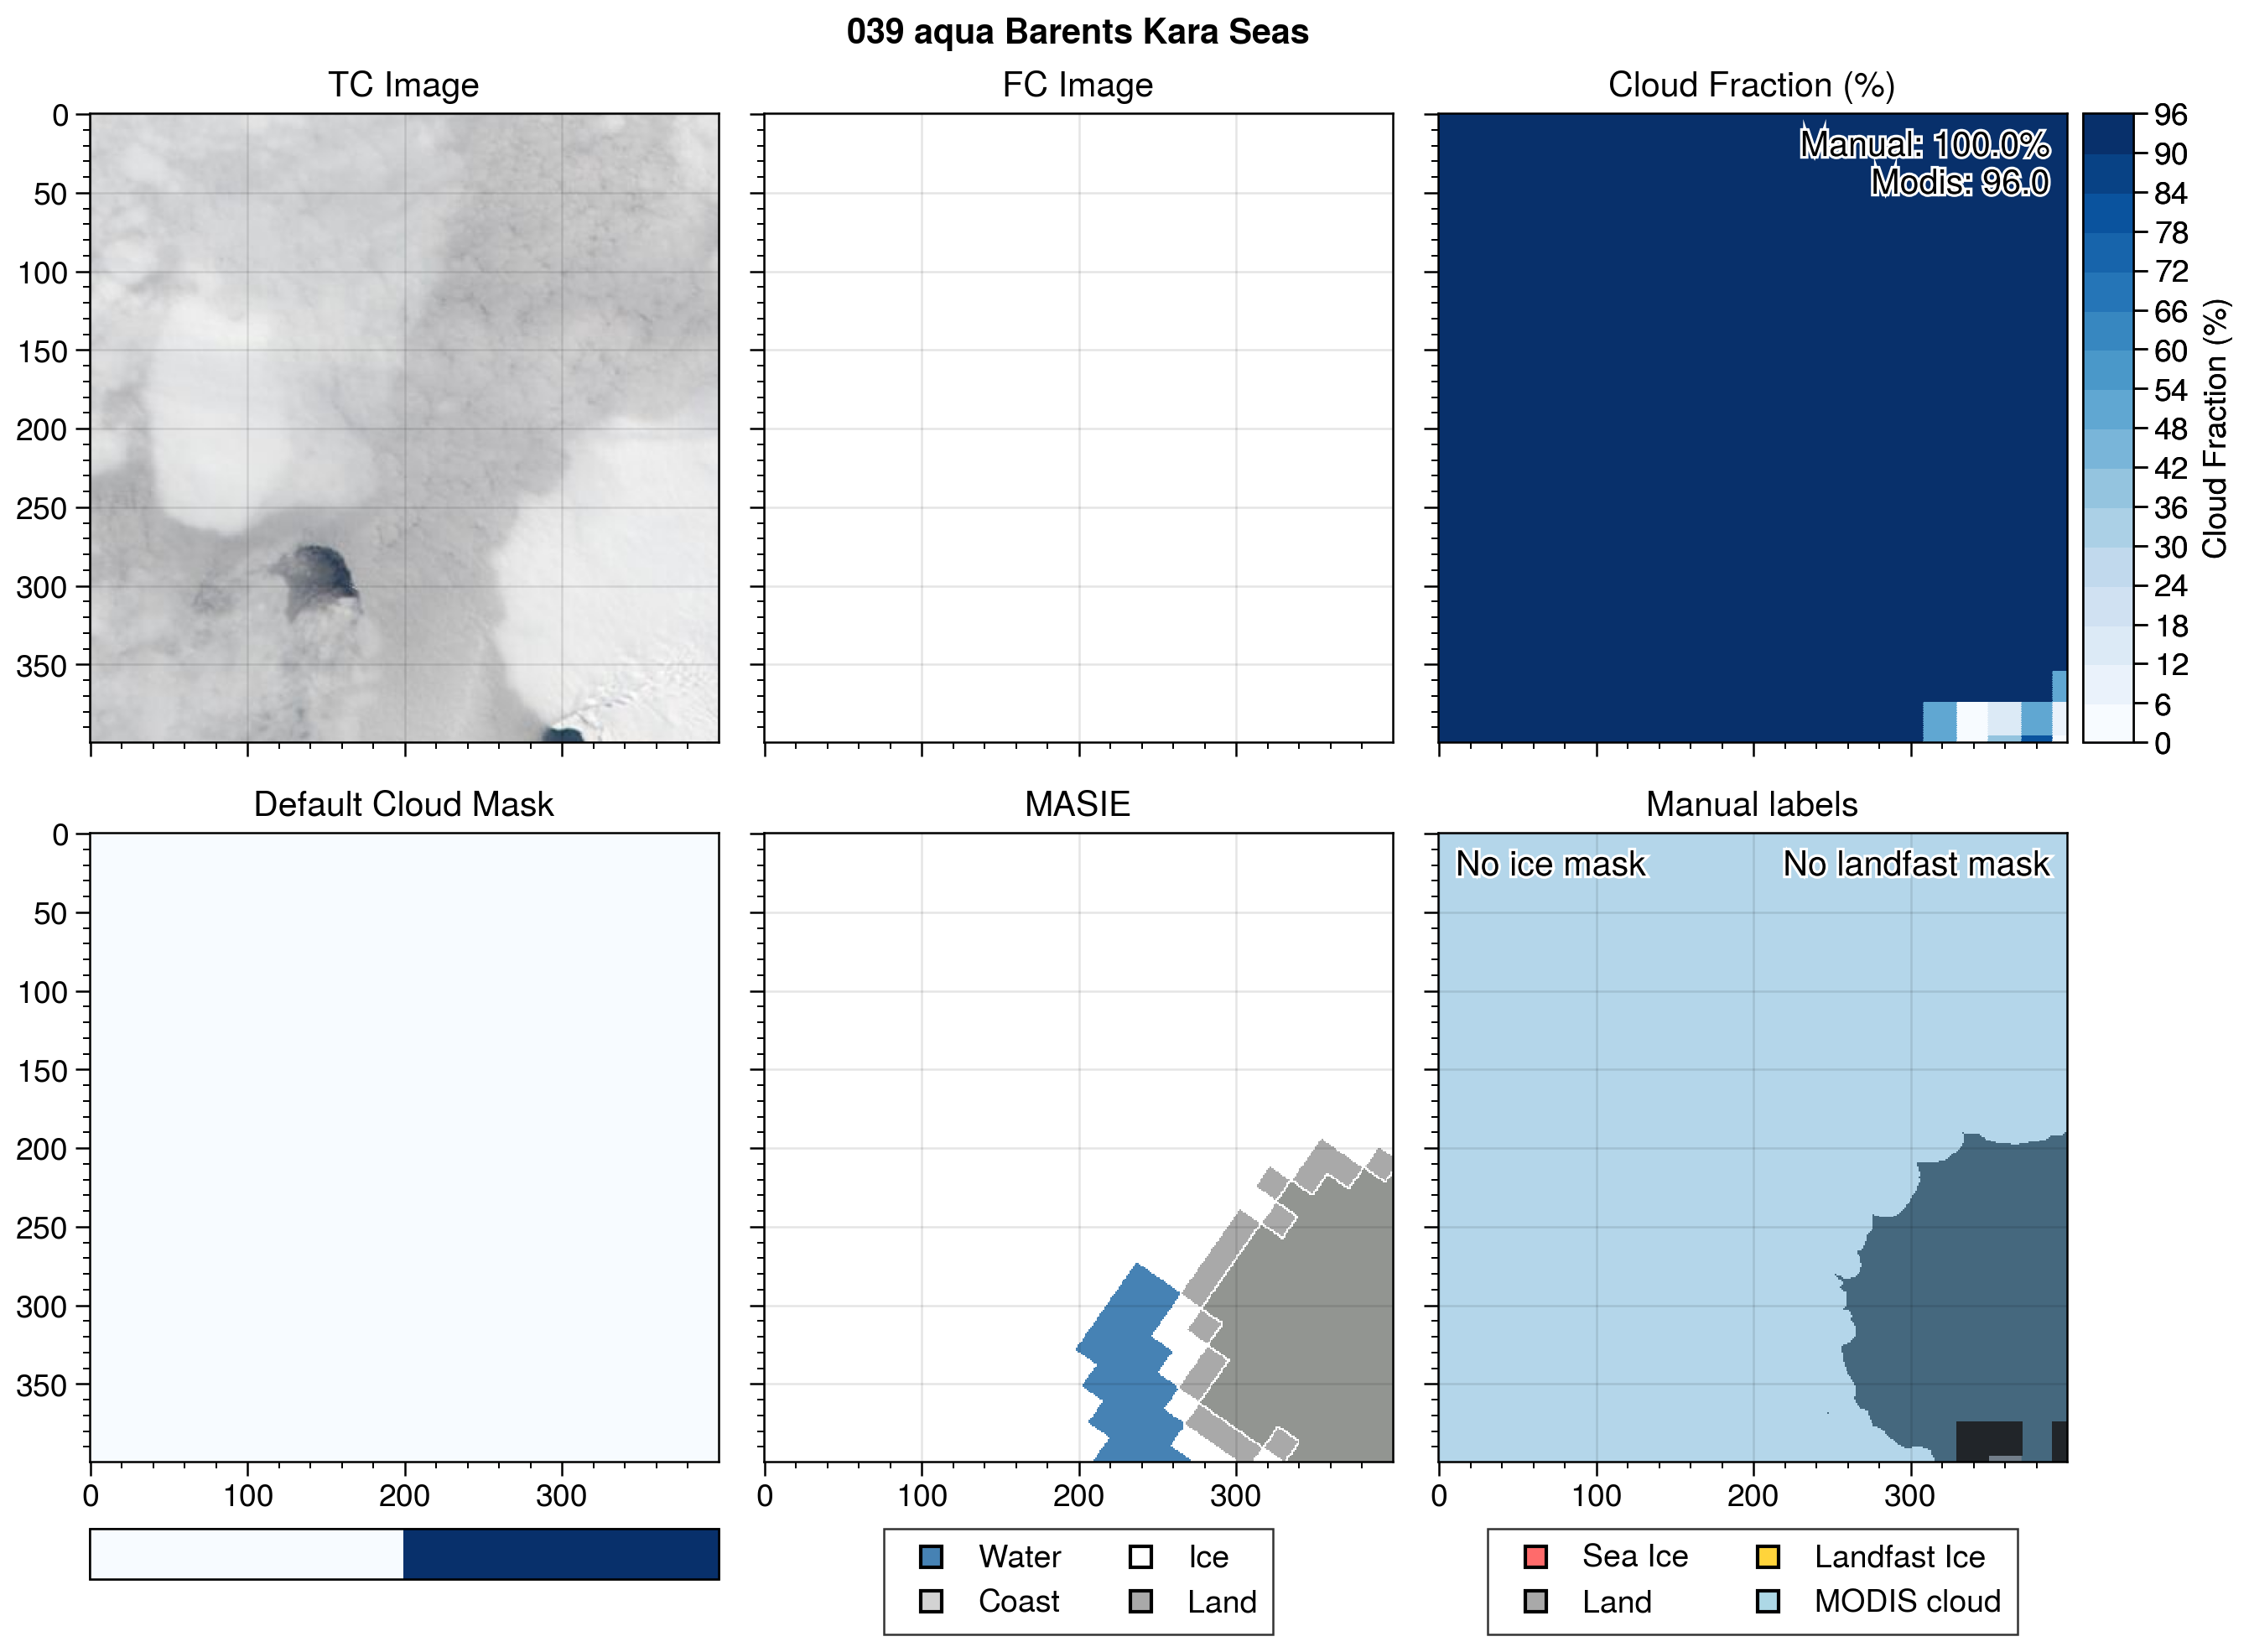 039 aqua Barents Kara Seas
TC Image
FC Image
Cloud Fraction (%)
0
50
100
150
200
250
300
350
Manual: 100.0%
Modis: 96.0
96
90
84
78
72
66
60
54
48
42
36
30
24
18
12
6
0
Cloud Fraction (%)
Default Cloud Mask
MASIE
Manual labels
0
50
100
150
200
250
300
350
No ice mask
No landfast mask
0 100 200 300
0 100 200 300
0 100 200 300
Water Ice
Coast Land
Sea Ice Landfast Ice
Land MODIS cloud